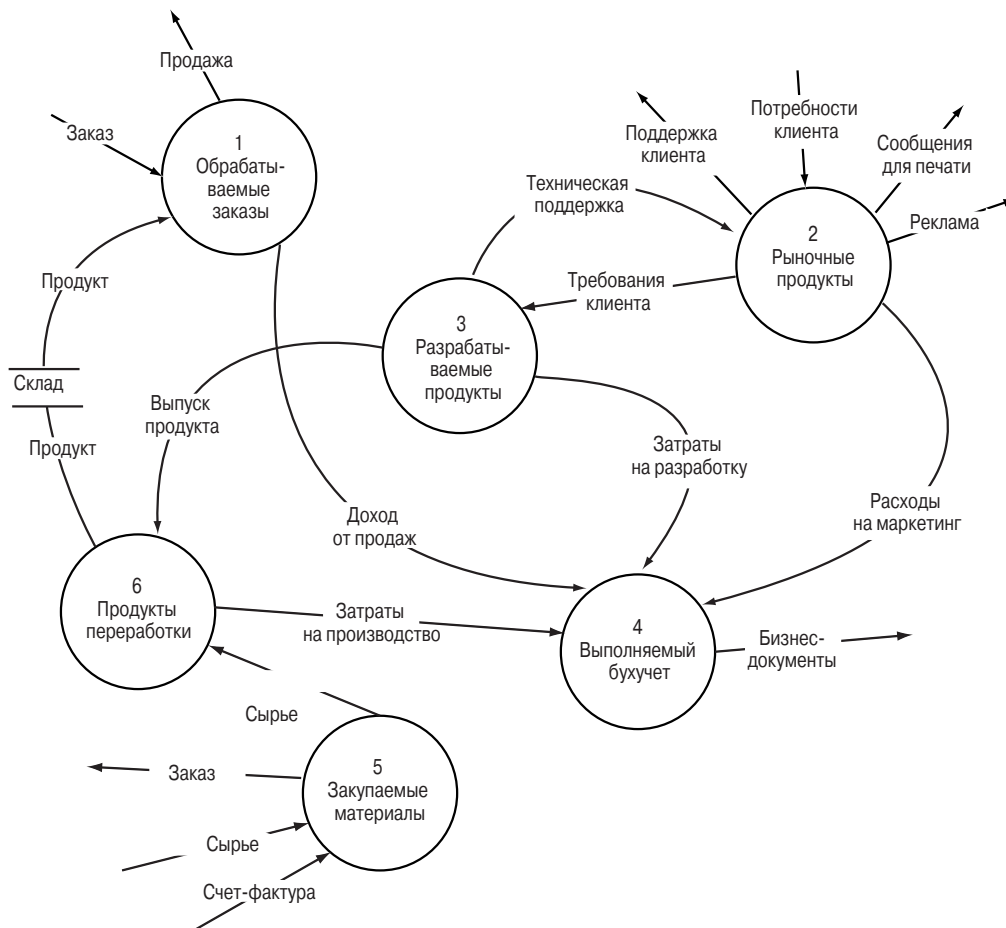 Продажа
Заказ
1
Обрабаты-
ваемые
заказы
Продукт
Склад
Продукт
Поддержка
клиента
Потребности
клиента
Сообщения
для печати
Реклама
2
Рыночные
продукты
Техническая
поддержка
Требования
клиента
3
Разрабаты-
ваемые
продукты
Выпуск
продукта
Затраты
на разработку
Доход
от продаж
Расходы
на маркетинг
6
Продукты
переработки
Затраты
на производство
4
Выполняемый
бухучет
Бизнес-
документы
Сырье
Заказ
5
Закупаемые
материалы
Сырье
Счет-фактура